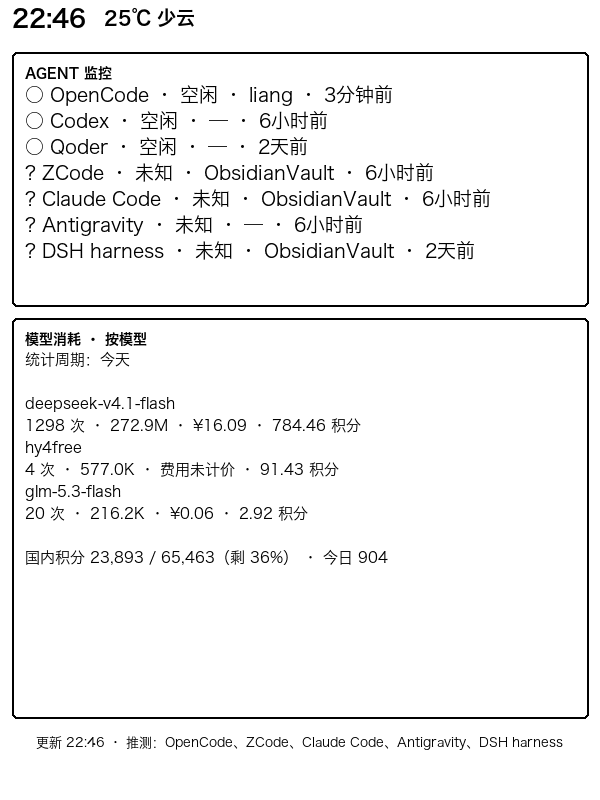 22:46 25℃ 少云
AGENT 监控
○ OpenCode · 空闲 · liang · 3分钟前
○ Codex · 空闲 · — · 6小时前
○ Qoder · 空闲 · — · 2天前
? ZCode · 未知 · ObsidianVault · 6小时前
? Claude Code · 未知 · ObsidianVault · 6小时前
? Antigravity · 未知 · — · 6小时前
? DSH harness · 未知 · ObsidianVault · 2天前
模型消耗 · 按模型
统计周期：今天
deepseek-v4.1-flash
1298 次 · 272.9M · ¥16.09 · 784.46 积分
hy4free
4 次 · 577.0K · 费用未计价 · 91.43 积分
glm-5.3-flash
20 次 · 216.2K · ¥0.06 · 2.92 积分
国内积分 23,893 / 65,463（剩 36%） · 今日 904
更新 22:46 · 推测：OpenCode、ZCode、Claude Code、Antigravity、DSH harness